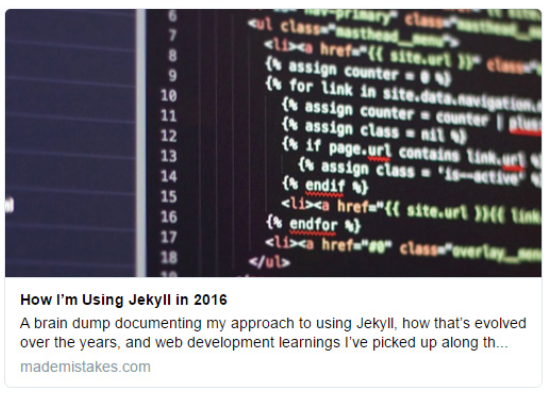 6
nav-primary" class="masthead__
7 <ul class="masthead__menu">
8 <li><a href="{{ site.url }}"
9 {% assign counter = 0 %}
10 {% for link in site.data.navigation.
11 {% assign counter = counter | plus
12 {% assign class = nil %}
13 {% if page.url contains link.url %}
14 {% assign class = 'is--active'
15 {% endif %}
16 <li><a href="{{ site.url }}{{ link.
17 {% endfor %}
18 <li><a href="#0" class="overlay__
</ul>
How I'm Using Jekyll in 2016
A brain dump documenting my approach to using Jekyll, how that's evolved
over the years, and web development learnings I've picked up along th...
mademistakes.com